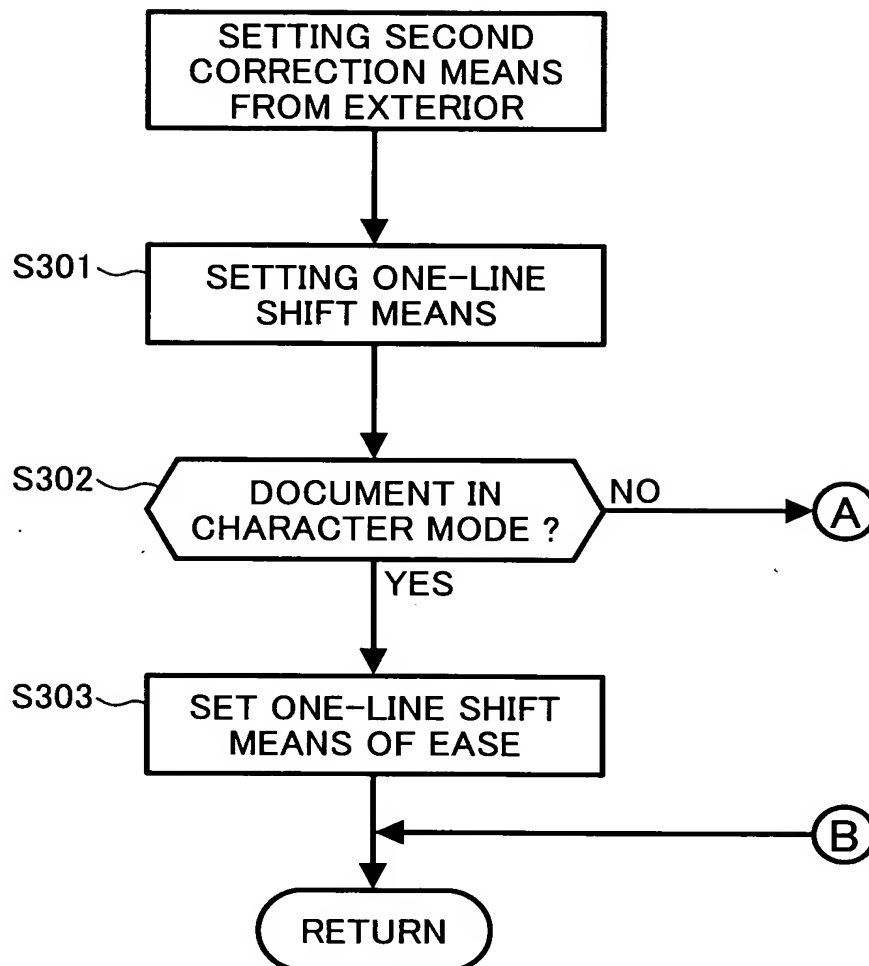 SETTING SECOND
CORRECTION MEANS
FROM EXTERIOR
S301
SETTING ONE-LINE
SHIFT MEANS
S302
DOCUMENT IN
CHARACTER MODE ?
NO
A
YES
S303
SET ONE-LINE SHIFT
MEANS OF EASE
B
RETURN